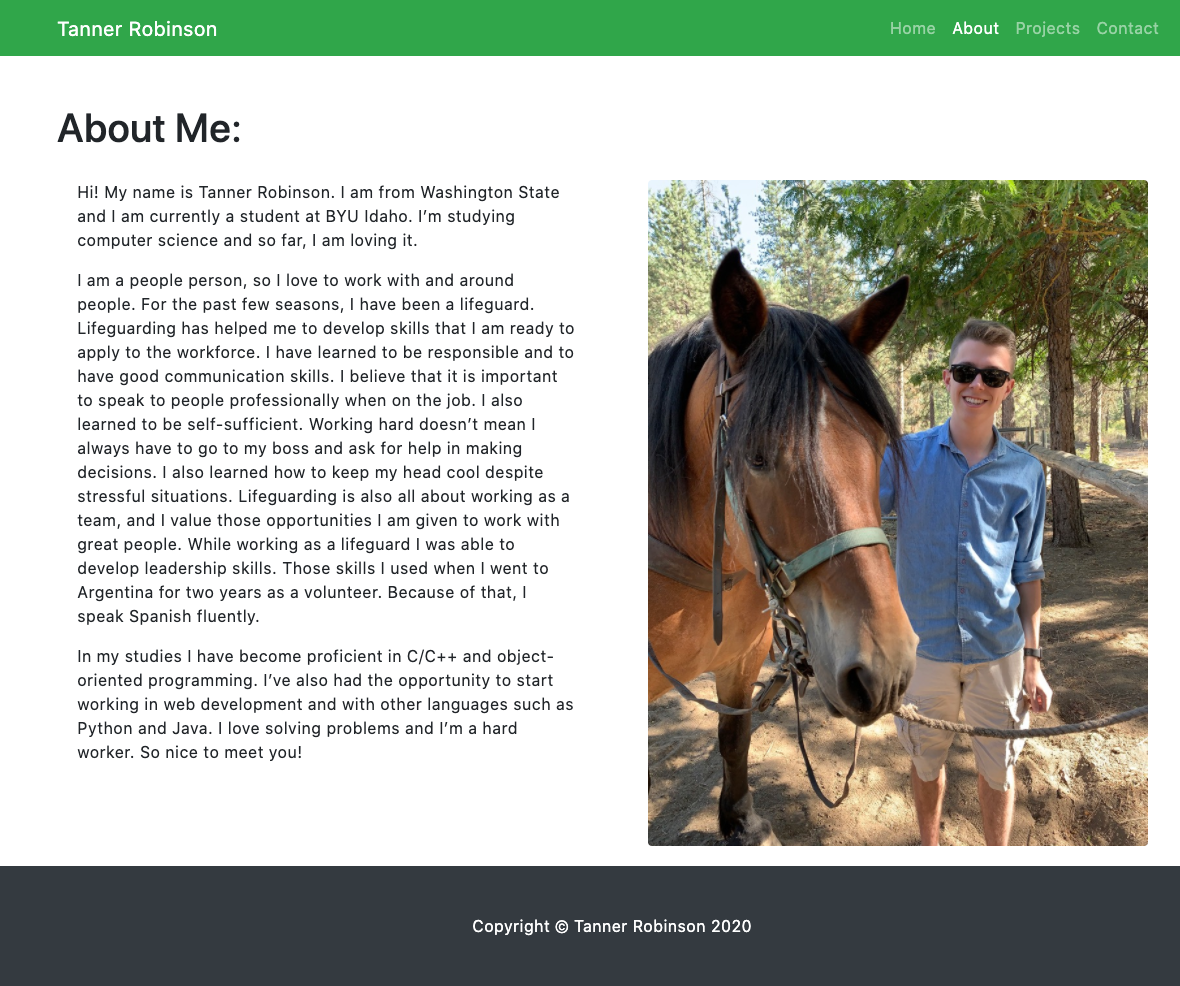 Tanner Robinson
Home About Projects Contact
About Me:
Hi! My name is Tanner Robinson. I am from Washington State
and I am currently a student at BYU Idaho. I’m studying
computer science and so far, I am loving it.
I am a people person, so I love to work with and around
people. For the past few seasons, I have been a lifeguard.
Lifeguarding has helped me to develop skills that I am ready to
apply to the workforce. I have learned to be responsible and to
have good communication skills. I believe that it is important
to speak to people professionally when on the job. I also
learned to be self-sufficient. Working hard doesn’t mean I
always have to go to my boss and ask for help in making
decisions. I also learned how to keep my head cool despite
stressful situations. Lifeguarding is also all about working as a
team, and I value those opportunities I am given to work with
great people. While working as a lifeguard I was able to
develop leadership skills. Those skills I used when I went to
Argentina for two years as a volunteer. Because of that, I
speak Spanish fluently.
In my studies I have become proficient in C/C++ and object-
oriented programming. I’ve also had the opportunity to start
working in web development and with other languages such as
Python and Java. I love solving problems and I’m a hard
worker. So nice to meet you!
Copyright © Tanner Robinson 2020